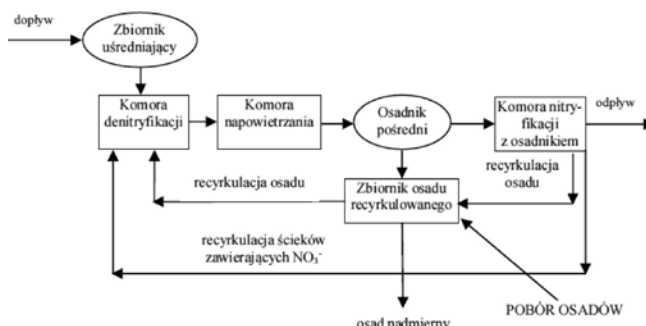 dopływ
Zbiornik
uśredniający
Komora
denitryfikacji
Komora
napowietrzania
Osadnik
pośredni
Komora nitry-
fikacji
z osadnikiem
odpływ
recyrkulacja osadu
Zbiornik osadu
recyrkulowanego
recyrkulacja
osadu
recyrkulacja ścieków
zawierających NO₃⁻
POBÓR OSADÓW
osad nadmierny